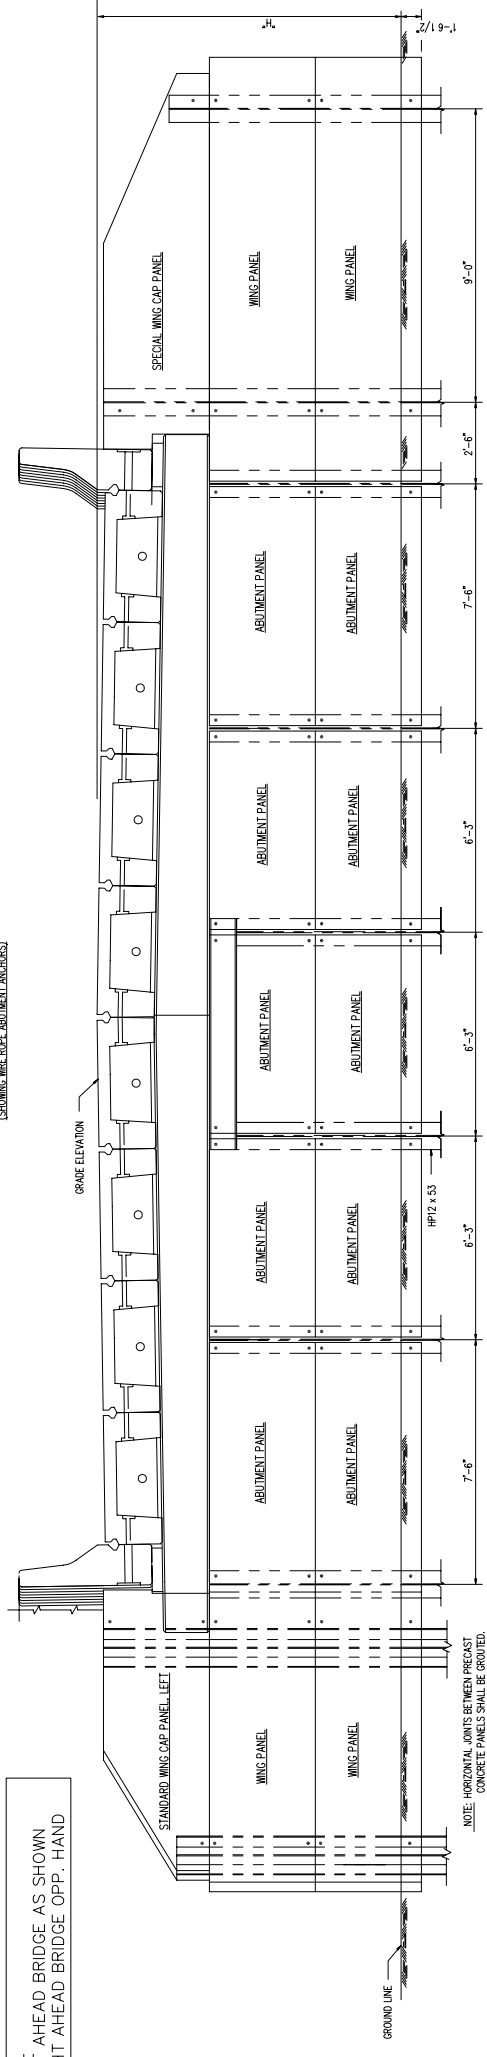 AHEAD BRIDGE AS SHOWN
AHEAD BRIDGE OPP. HAND
(SHOWING WIRE ROPE ABUTMENT ANCHORS)
GRADE ELEVATION
"H"
1'-6 1/2"
STANDARD WING CAP PANEL, LEFT
SPECIAL WING CAP PANEL
WING PANEL
ABUTMENT PANEL
ABUTMENT PANEL
ABUTMENT PANEL
ABUTMENT PANEL
ABUTMENT PANEL
WING PANEL
WING PANEL
ABUTMENT PANEL
ABUTMENT PANEL
ABUTMENT PANEL
ABUTMENT PANEL
ABUTMENT PANEL
WING PANEL
GROUND LINE
HP12 x 53
7'-6"
6'-3"
6'-3"
6'-3"
7'-6"
2'-6"
9'-0"
NOTE: HORIZONTAL JOINTS BETWEEN PRECAST
CONCRETE PANELS SHALL BE GROUTED.